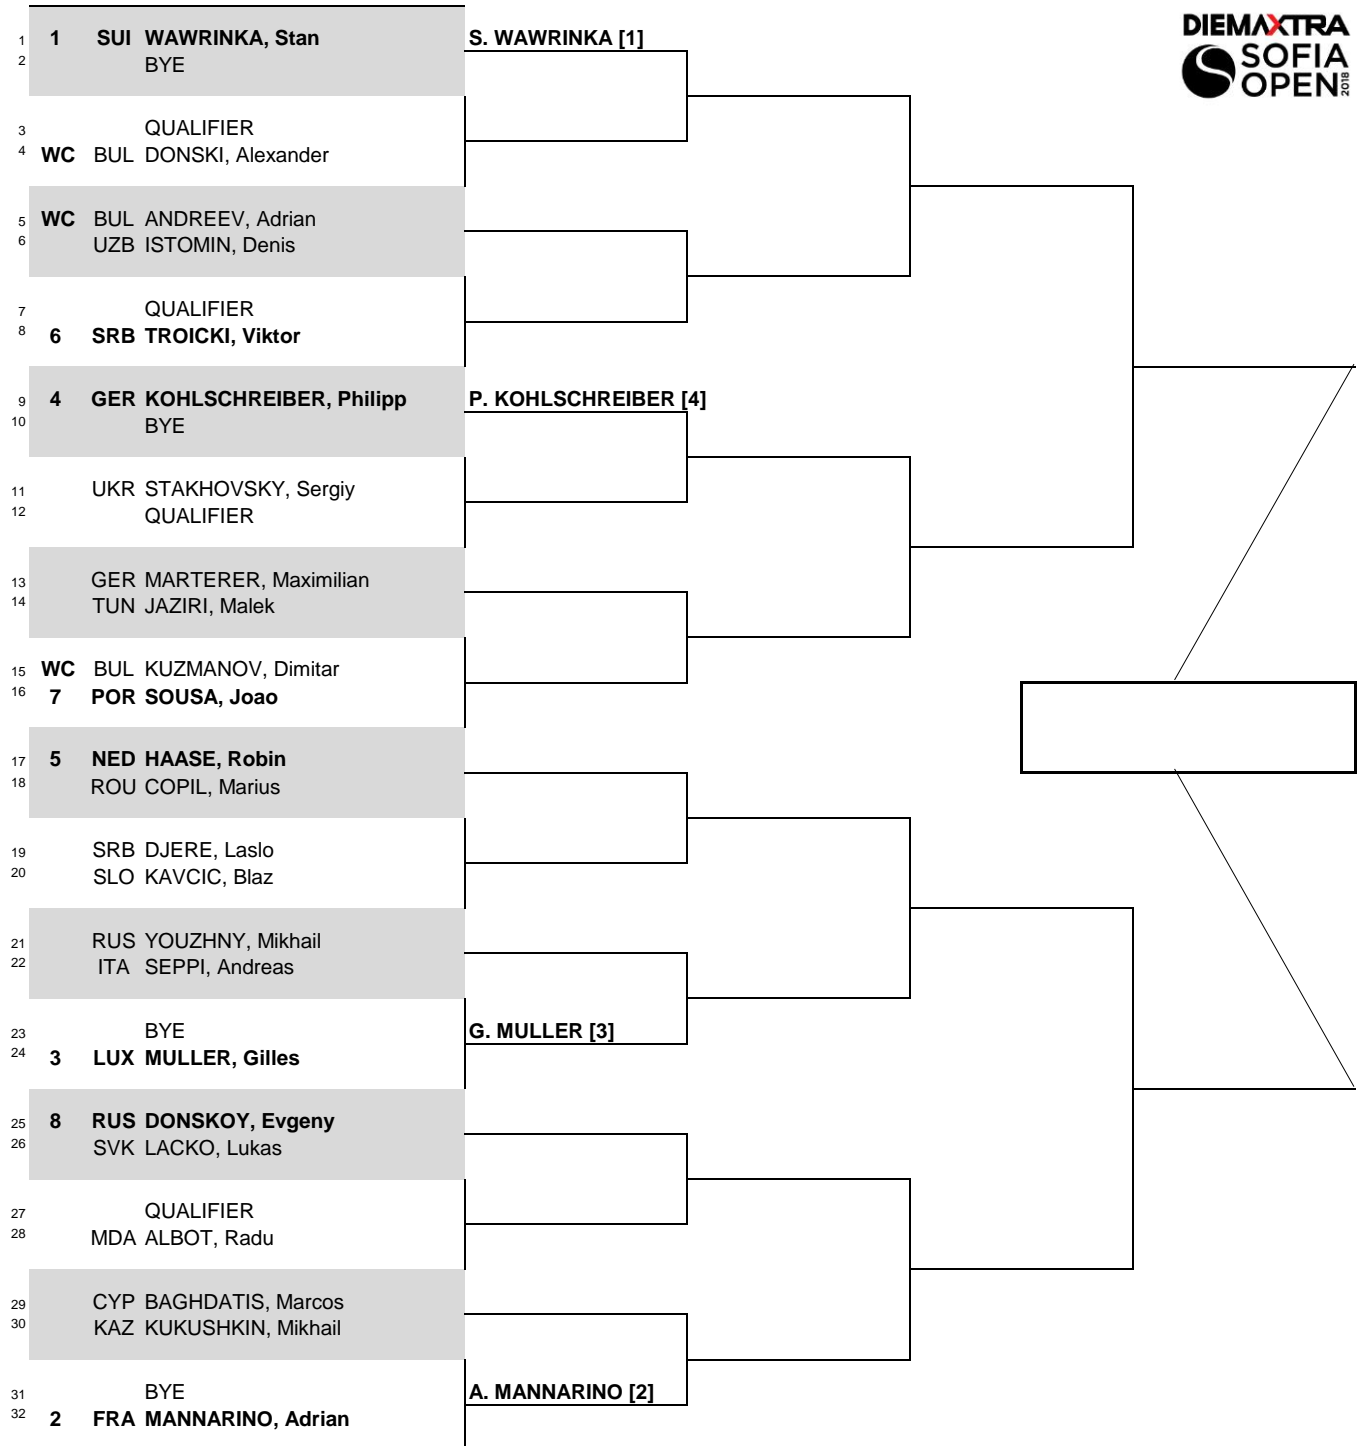 DIEMAXTRA
SOFIA
OPEN 2018
1 1 SUI WAWRINKA, Stan S. WAWRINKA [1]
2 BYE
3 QUALIFIER
4 WC BUL DONSKI, Alexander
5 WC BUL ANDREEV, Adrian
6 UZB ISTOMIN, Denis
7 QUALIFIER
8 6 SRB TROICKI, Viktor
9 4 GER KOHLSCHREIBER, Philipp P. KOHLSCHREIBER [4]
10 BYE
11 UKR STAKHOVSKY, Sergiy
12 QUALIFIER
13 GER MARTERER, Maximilian
14 TUN JAZIRI, Malek
15 WC BUL KUZMANOV, Dimitar
16 7 POR SOUSA, Joao
17 5 NED HAASE, Robin
18 ROU COPIL, Marius
19 SRB DJERE, Laslo
20 SLO KAVCIC, Blaz
21 RUS YOUZHNY, Mikhail
22 ITA SEPPI, Andreas
23 BYE G. MULLER [3]
24 3 LUX MULLER, Gilles
25 8 RUS DONSKOY, Evgeny
26 SVK LACKO, Lukas
27 QUALIFIER
28 MDA ALBOT, Radu
29 CYP BAGHDATIS, Marcos
30 KAZ KUKUSHKIN, Mikhail
31 BYE A. MANNARINO [2]
32 2 FRA MANNARINO, Adrian